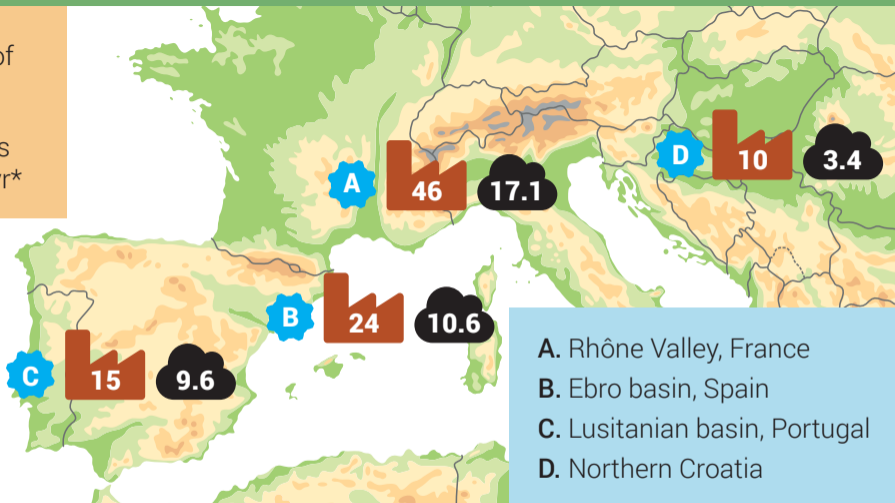 of
s
r*
A
46
17.1
D
10
3.4
B
24
10.6
C
15
9.6
A. Rhône Valley, France
B. Ebro basin, Spain
C. Lusitanian basin, Portugal
D. Northern Croatia